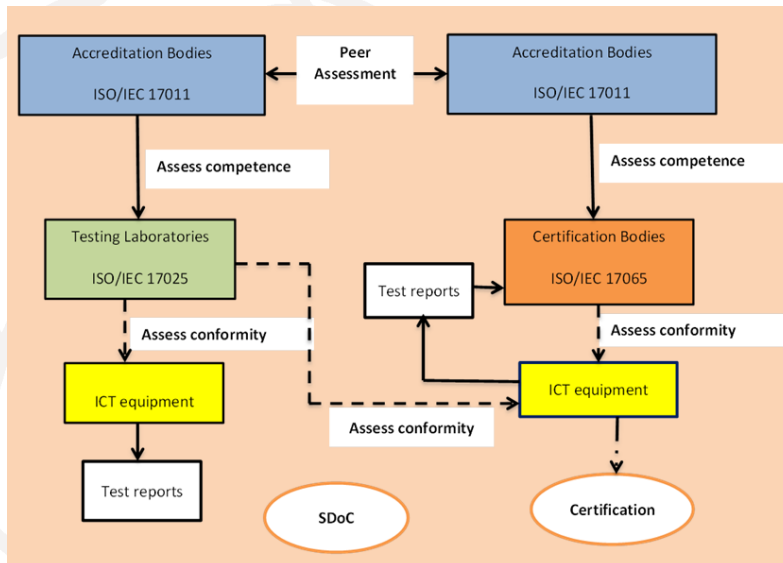 Accreditation Bodies
ISO/IEC 17011
Peer
Assessment
Accreditation Bodies
ISO/IEC 17011
Assess competence
Assess competence
Testing Laboratories
ISO/IEC 17025
Certification Bodies
ISO/IEC 17065
Test reports
Assess conformity
Assess conformity
ICT equipment
ICT equipment
Assess conformity
Test reports
SDoC
Certification